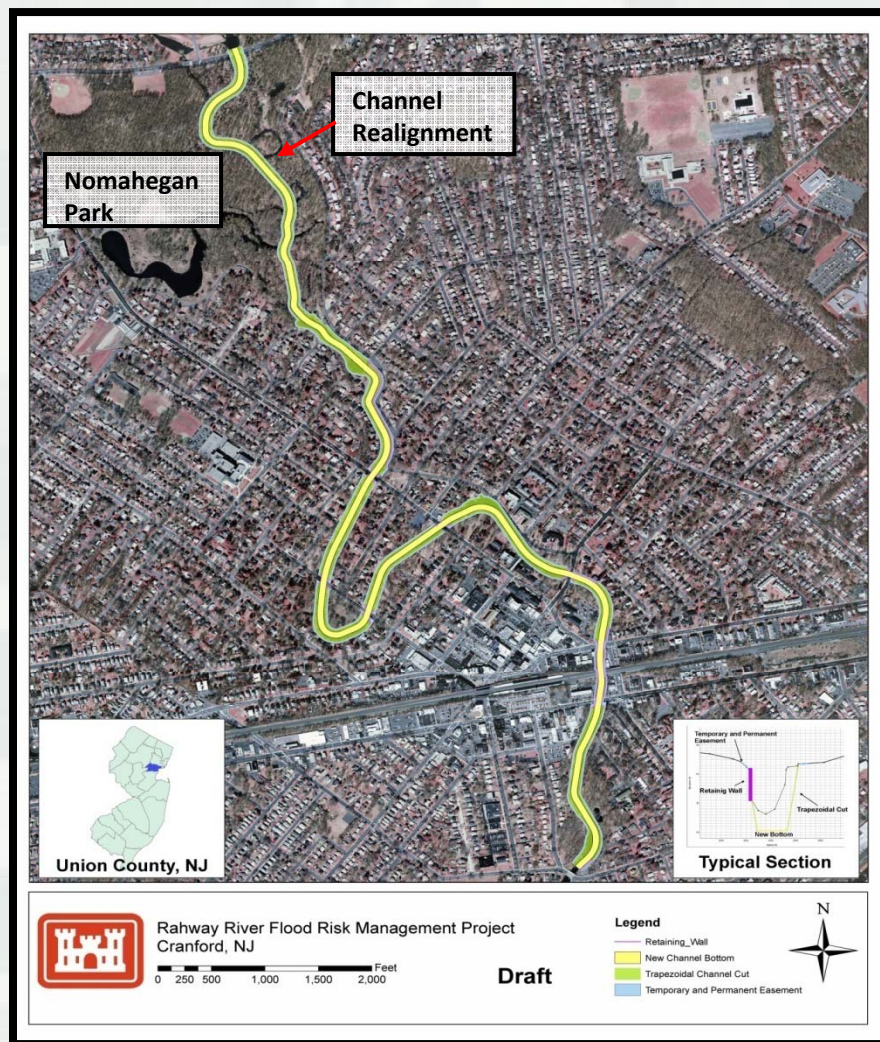 Channel
Realignment
Nomahegan
Park
Union County, NJ
Temporary and Permanent
Easement
Retainig Wall
Trapezoidal Cut
New Bottom
Typical Section
Rahway River Flood Risk Management Project
Cranford, NJ
0 250 500 1,000 1,500 2,000
Feet
Draft
Legend
Retaining_Wall
New Channel Bottom
Trapezoidal Channel Cut
Temporary and Permanent Easement
N